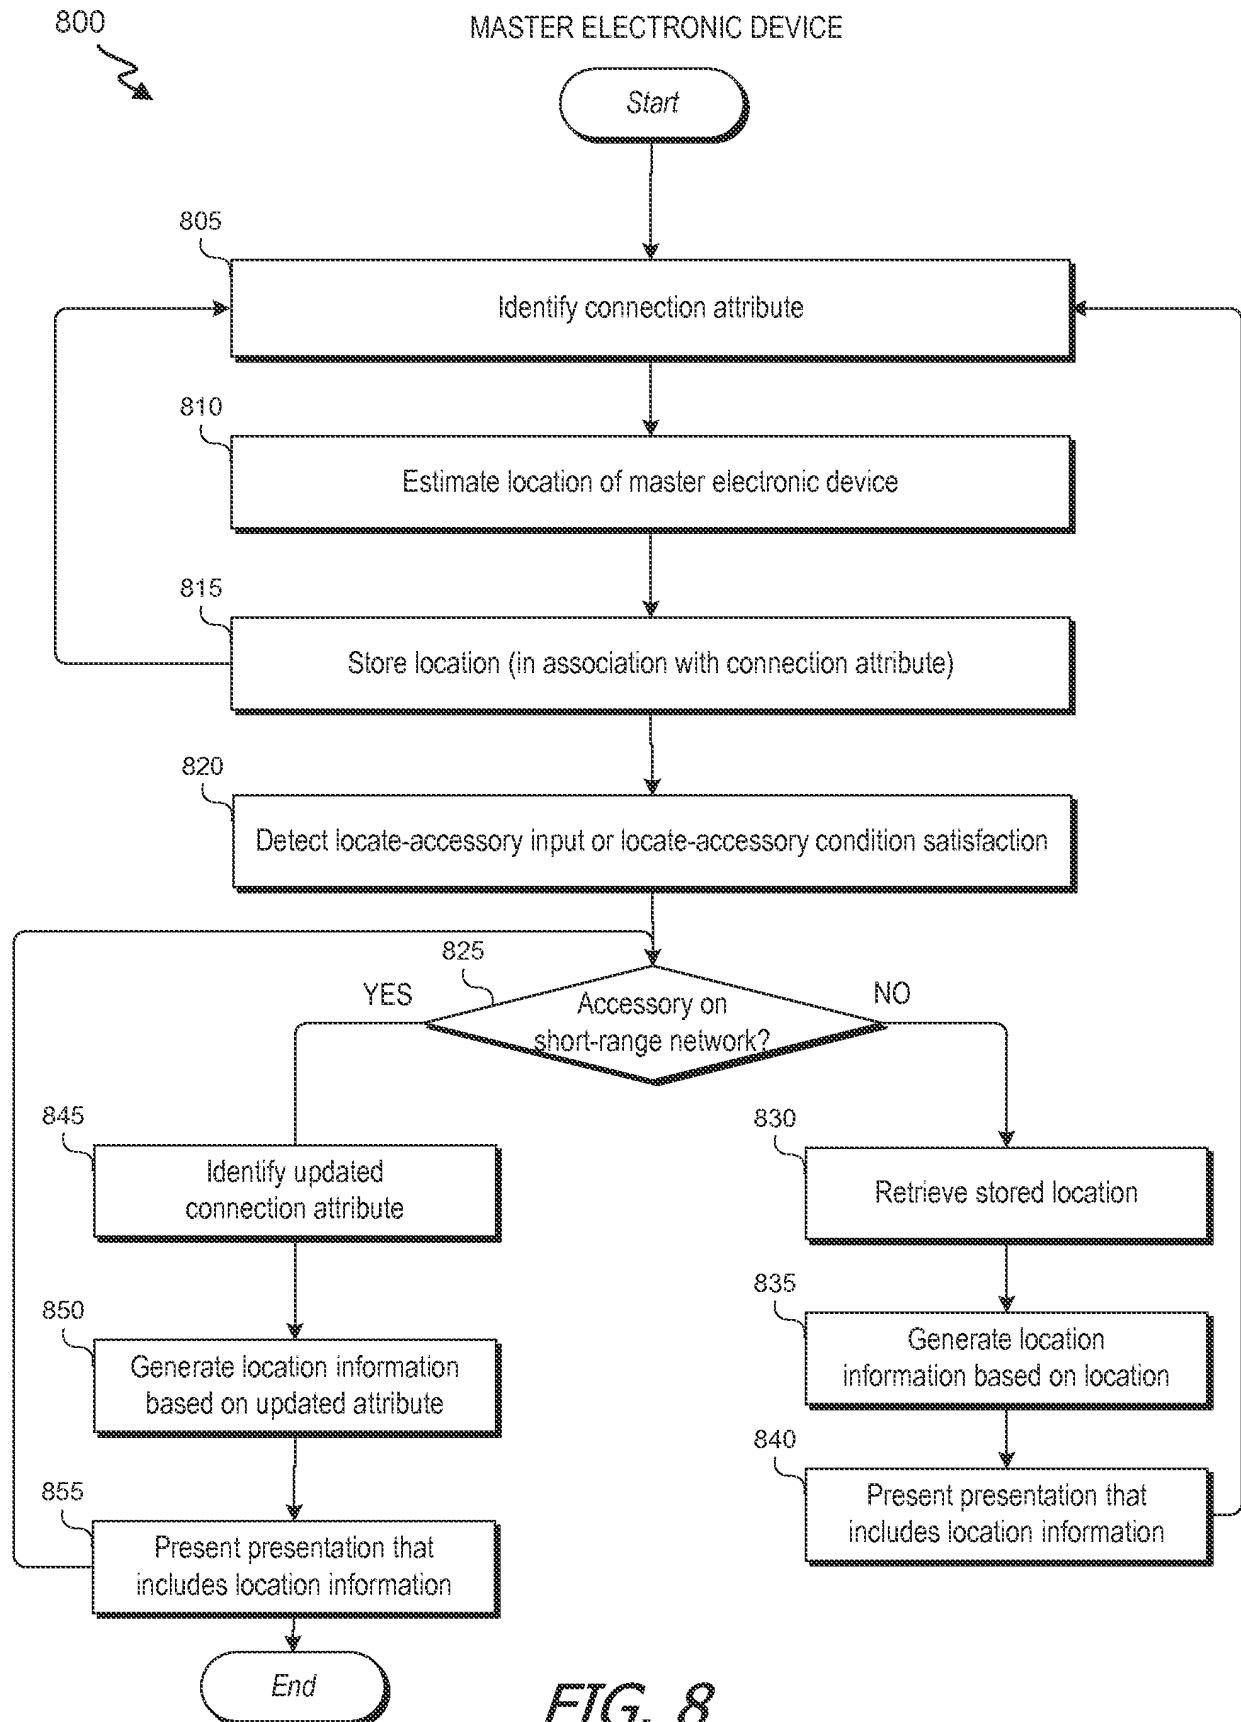 800
MASTER ELECTRONIC DEVICE
Start
805
Identify connection attribute
810
Estimate location of master electronic device
815
Store location (in association with connection attribute)
820
Detect locate-accessory input or locate-accessory condition satisfaction
825
YES
NO
Accessory on
short-range network?
845
Identify updated
connection attribute
830
Retrieve stored location
850
Generate location information
based on updated attribute
835
Generate location
information based on location
855
Present presentation that
includes location information
840
Present presentation that
includes location information
End
FIG. 8